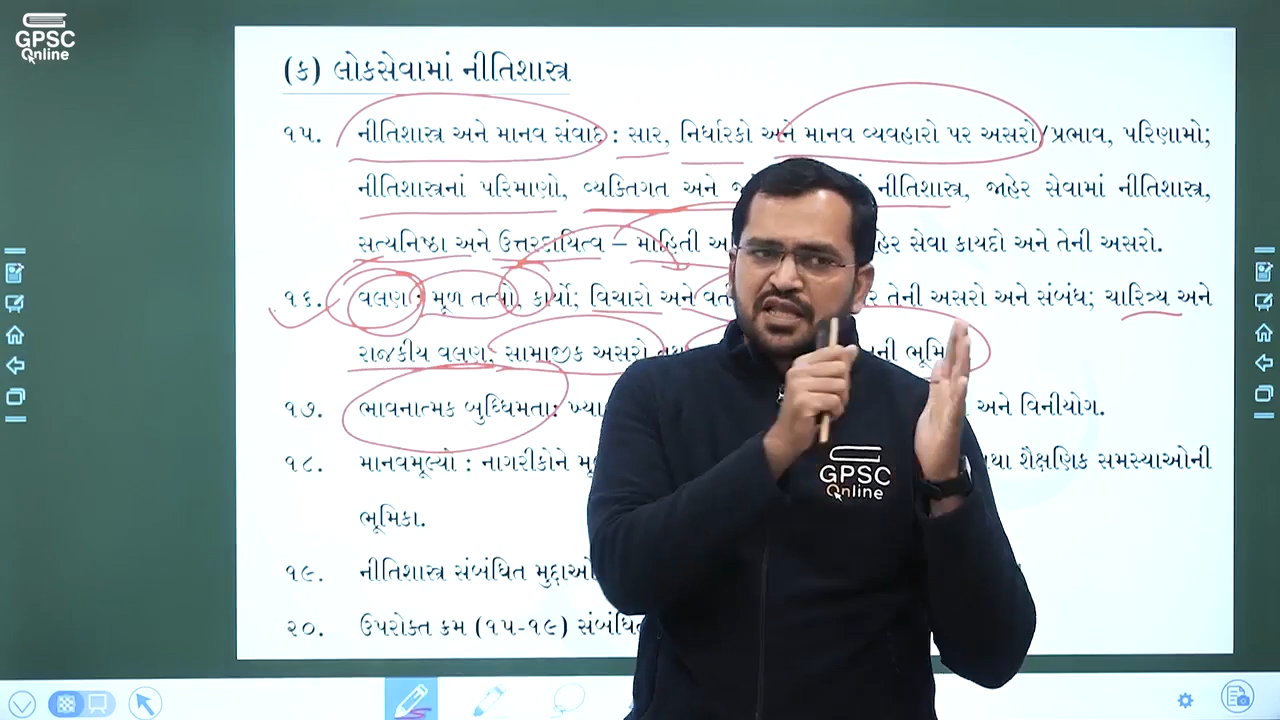 GPSC
Online
(ક) લોકસેવામાં નીતિશાસ્ત્ર
૧૫. નીતિશાસ્ત્ર અને માનવ સંવાદ : સાર, નિર્ધારકો અને માનવ વ્યવહારો પર અસરો/પ્રભાવ, પરિણામો;
નીતિશાસ્ત્રનાં પરિમાણો, વ્યક્તિગત અને નીતિશાસ્ત્ર, જાહેર સેવામાં નીતિશાસ્ત્ર,
સત્યનિષ્ઠા અને ઉત્તરદાયિત્વ – માહિતી સેવા કાયદો અને તેની અસરો.
૧૬. વલણ : મૂળ તત્વો, કાર્યો; વિચારો અને તેની અસરો અને સંબંધ; ચારિત્ર્ય અને
રાજકીય વલણ; સામાજીક અસરો
૧૭. ભાવનાત્મક બુધ્ધિમતા: અને વિનીયોગ.
૧૮. માનવમૂલ્યો : નાગરીકોને શૈક્ષણિક સમસ્યાઓની
ભૂમિકા.
૧૯. નીતિશાસ્ત્ર સંબંધિત
૨૦. ઉપરોક્ત ક્રમ (૧૫-૧૯)
GPSC
Online